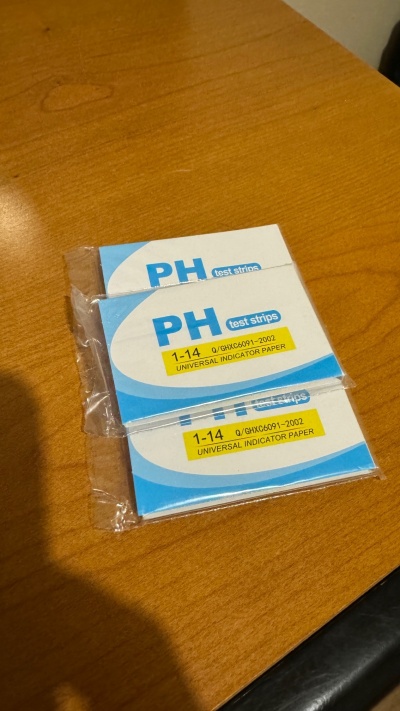 PH test strips
PH test strips
1-14 Q/GHXC6091-2002
UNIVERSAL INDICATOR PAPER
PH test strips
1-14 Q/GHXC6091-2002
UNIVERSAL INDICATOR PAPER